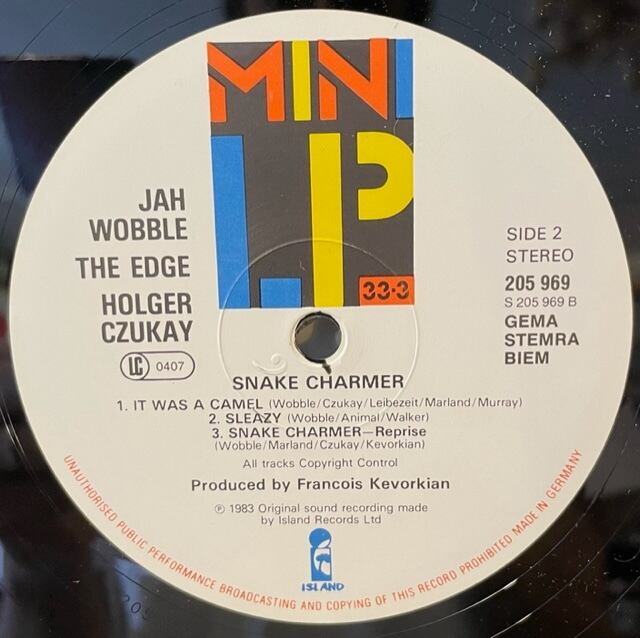 MINI
L.P.
33·3
JAH
WOBBLE
THE EDGE
HOLGER
CZUKAY
LC 0407
SIDE 2
STEREO
205 969
S 205 969 B
GEMA
STEMRA
BIEM
SNAKE CHARMER
1. IT WAS A CAMEL (Wobble/Czukay/Leibezeit/Marland/Murray)
2. SLEAZY (Wobble/Animal/Walker)
3. SNAKE CHARMER—Reprise
(Wobble/Marland/Czukay/Kevorkian)
All tracks Copyright Control
Produced by Francois Kevorkian
℗ 1983 Original sound recording made
by Island Records Ltd
ISLAND
UNAUTHORISED PUBLIC PERFORMANCE BROADCASTING AND COPYING OF THIS RECORD PROHIBITED MADE IN GERMANY